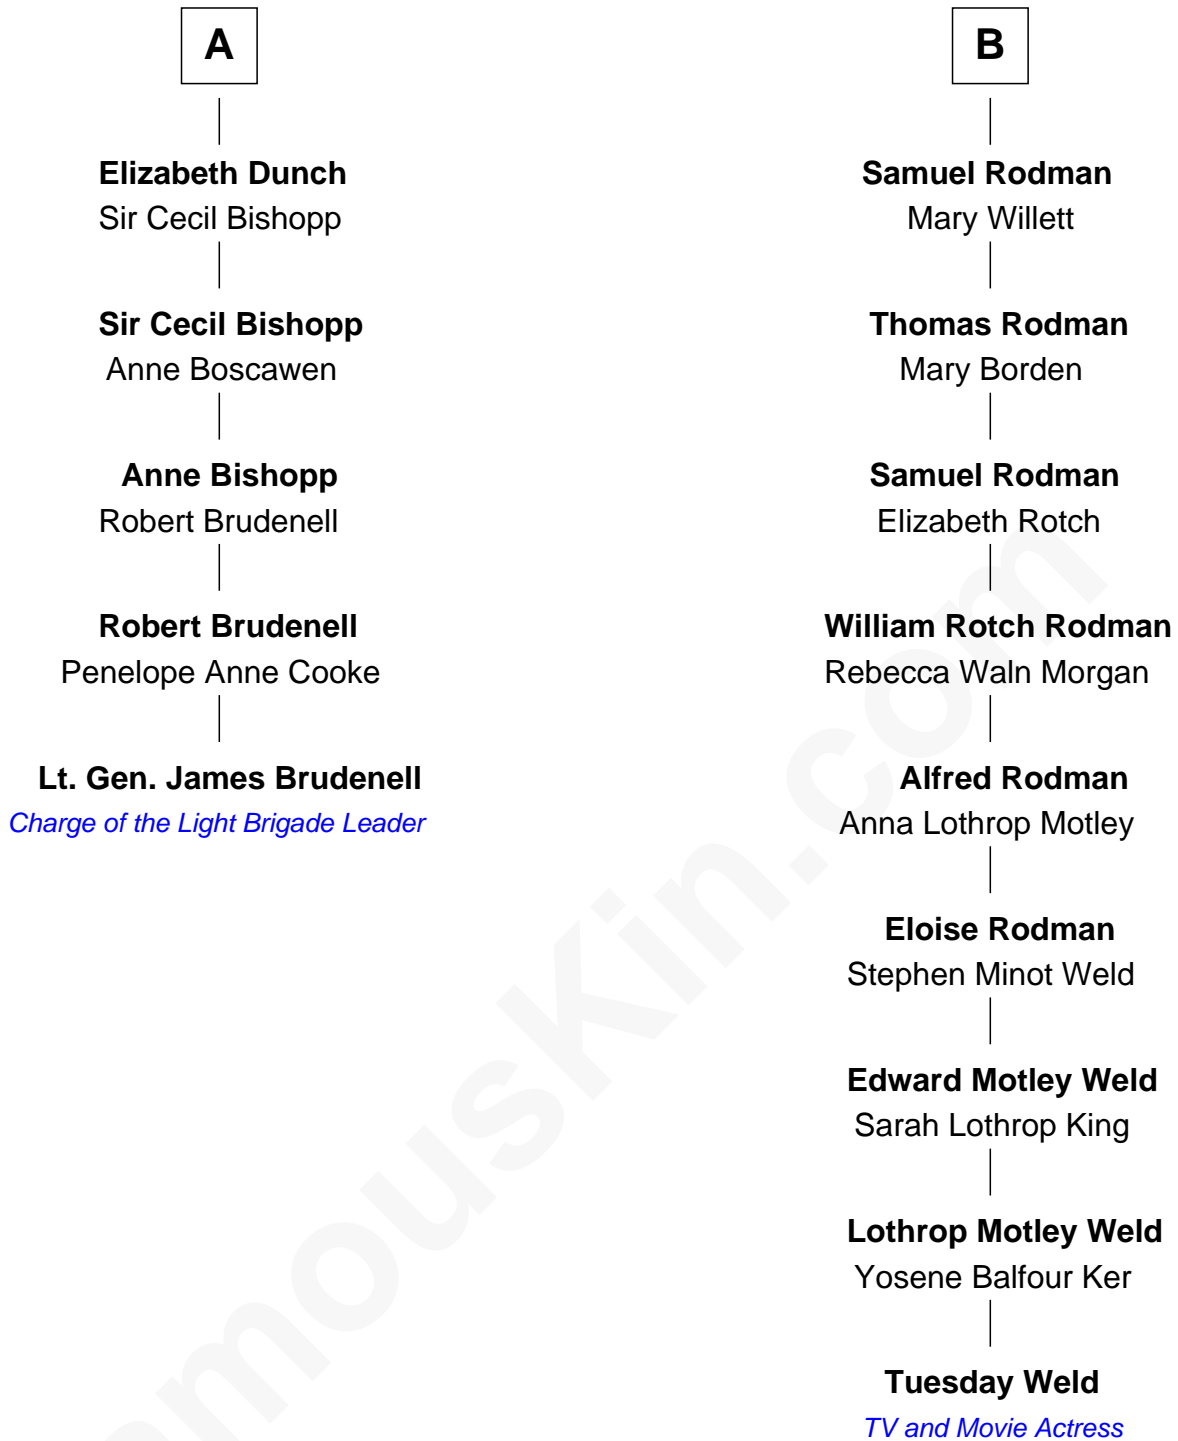 A
Elizabeth Dunch
Sir Cecil Bishopp
Sir Cecil Bishopp
Anne Boscawen
Anne Bishopp
Robert Brudenell
Robert Brudenell
Penelope Anne Cooke
Lt. Gen. James Brudenell
Charge of the Light Brigade Leader
B
Samuel Rodman
Mary Willett
Thomas Rodman
Mary Borden
Samuel Rodman
Elizabeth Rotch
William Rotch Rodman
Rebecca Waln Morgan
Alfred Rodman
Anna Lothrop Motley
Eloise Rodman
Stephen Minot Weld
Edward Motley Weld
Sarah Lothrop King
Lothrop Motley Weld
Yosene Balfour Ker
Tuesday Weld
TV and Movie Actress
mousKin.com